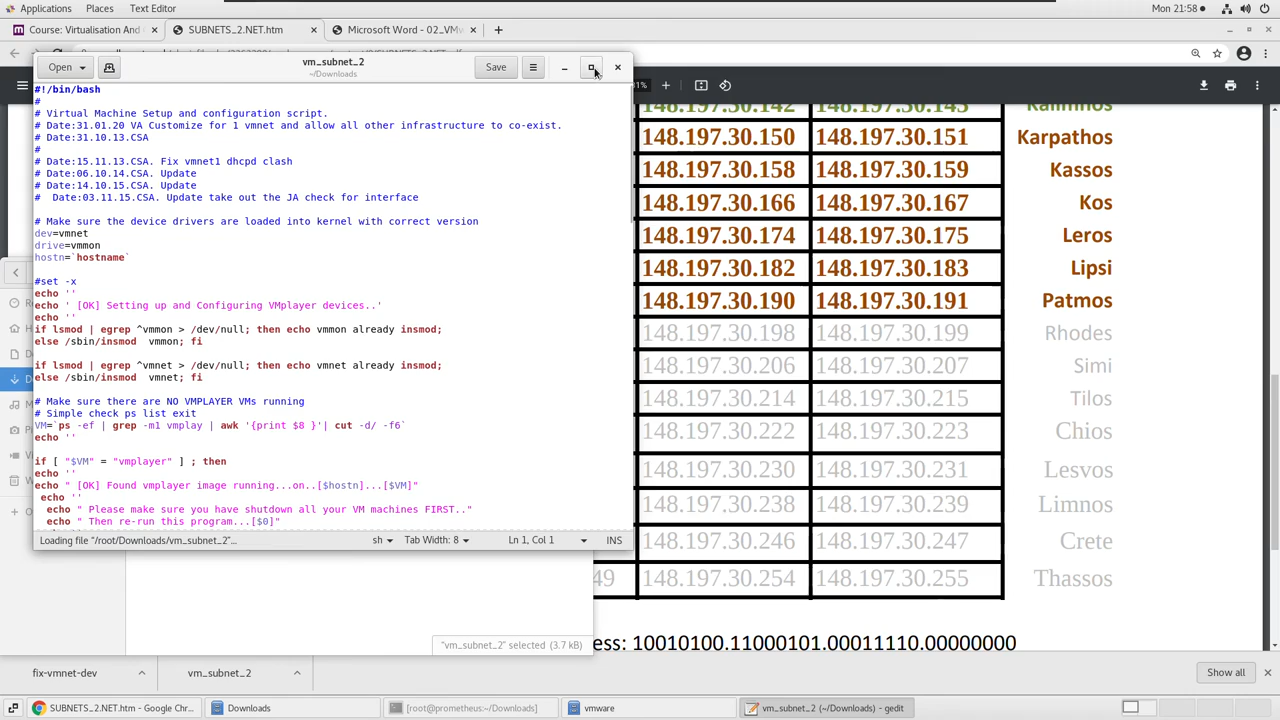 Applications Places Text Editor Mon 21:58
Course: Virtualisation And SUBNETS_2.NET.htm Microsoft Word - 02_VMw
Open vm_subnet_2 Save
~/Downloads
#!/bin/bash
#
# Virtual Machine Setup and configuration script.
# Date:31.01.20 VA Customize for 1 vmnet and allow all other infrastructure to co-exist.
# Date:31.10.13.CSA
#
# Date:15.11.13.CSA. Fix vmnet1 dhcpd clash
# Date:06.10.14.CSA. Update
# Date:14.10.15.CSA. Update
#  Date:03.11.15.CSA. Update take out the JA check for interface
# Make sure the device drivers are loaded into kernel with correct version
dev=vmnet
drive=vmmon
hostn=`hostname`
#set -x
echo ''
echo ' [OK] Setting up and Configuring VMplayer devices..'
echo ''
if lsmod | egrep ^vmmon > /dev/null; then echo vmmon already insmod;
else /sbin/insmod  vmmon; fi
if lsmod | egrep ^vmnet > /dev/null; then echo vmnet already insmod;
else /sbin/insmod  vmnet; fi
# Make sure there are NO VMPLAYER VMs running
# Simple check ps list exit
VM=`ps -ef | grep -m1 vmplay | awk '{print $8 }'| cut -d/ -f6`
echo ''
if [ "$VM" = "vmplayer" ] ; then
echo ''
echo " [OK] Found vmplayer image running...on..[$hostn]...[$VM]"
 echo ''
  echo " Please make sure you have shutdown all your VM machines FIRST.."
  echo " Then re-run this program...[$0]"
Loading file "/root/Downloads/vm_subnet_2"... sh Tab Width: 8 Ln 1, Col 1 INS
148.197.30.142 148.197.30.143 Kalimnos
148.197.30.150 148.197.30.151 Karpathos
148.197.30.158 148.197.30.159 Kassos
148.197.30.166 148.197.30.167 Kos
148.197.30.174 148.197.30.175 Leros
148.197.30.182 148.197.30.183 Lipsi
148.197.30.190 148.197.30.191 Patmos
148.197.30.198 148.197.30.199 Rhodes
148.197.30.206 148.197.30.207 Simi
148.197.30.214 148.197.30.215 Tilos
148.197.30.222 148.197.30.223 Chios
148.197.30.230 148.197.30.231 Lesvos
148.197.30.238 148.197.30.239 Limnos
148.197.30.246 148.197.30.247 Crete
49 148.197.30.254 148.197.30.255 Thassos
ess: 10010100.11000101.00011110.00000000
"vm_subnet_2" selected (3.7 kB)
fix-vmnet-dev vm_subnet_2 Show all
SUBNETS_2.NET.htm - Google Chr... Downloads [root@prometheus:~/Downloads] vmware vm_subnet_2 (~/Downloads) - gedit